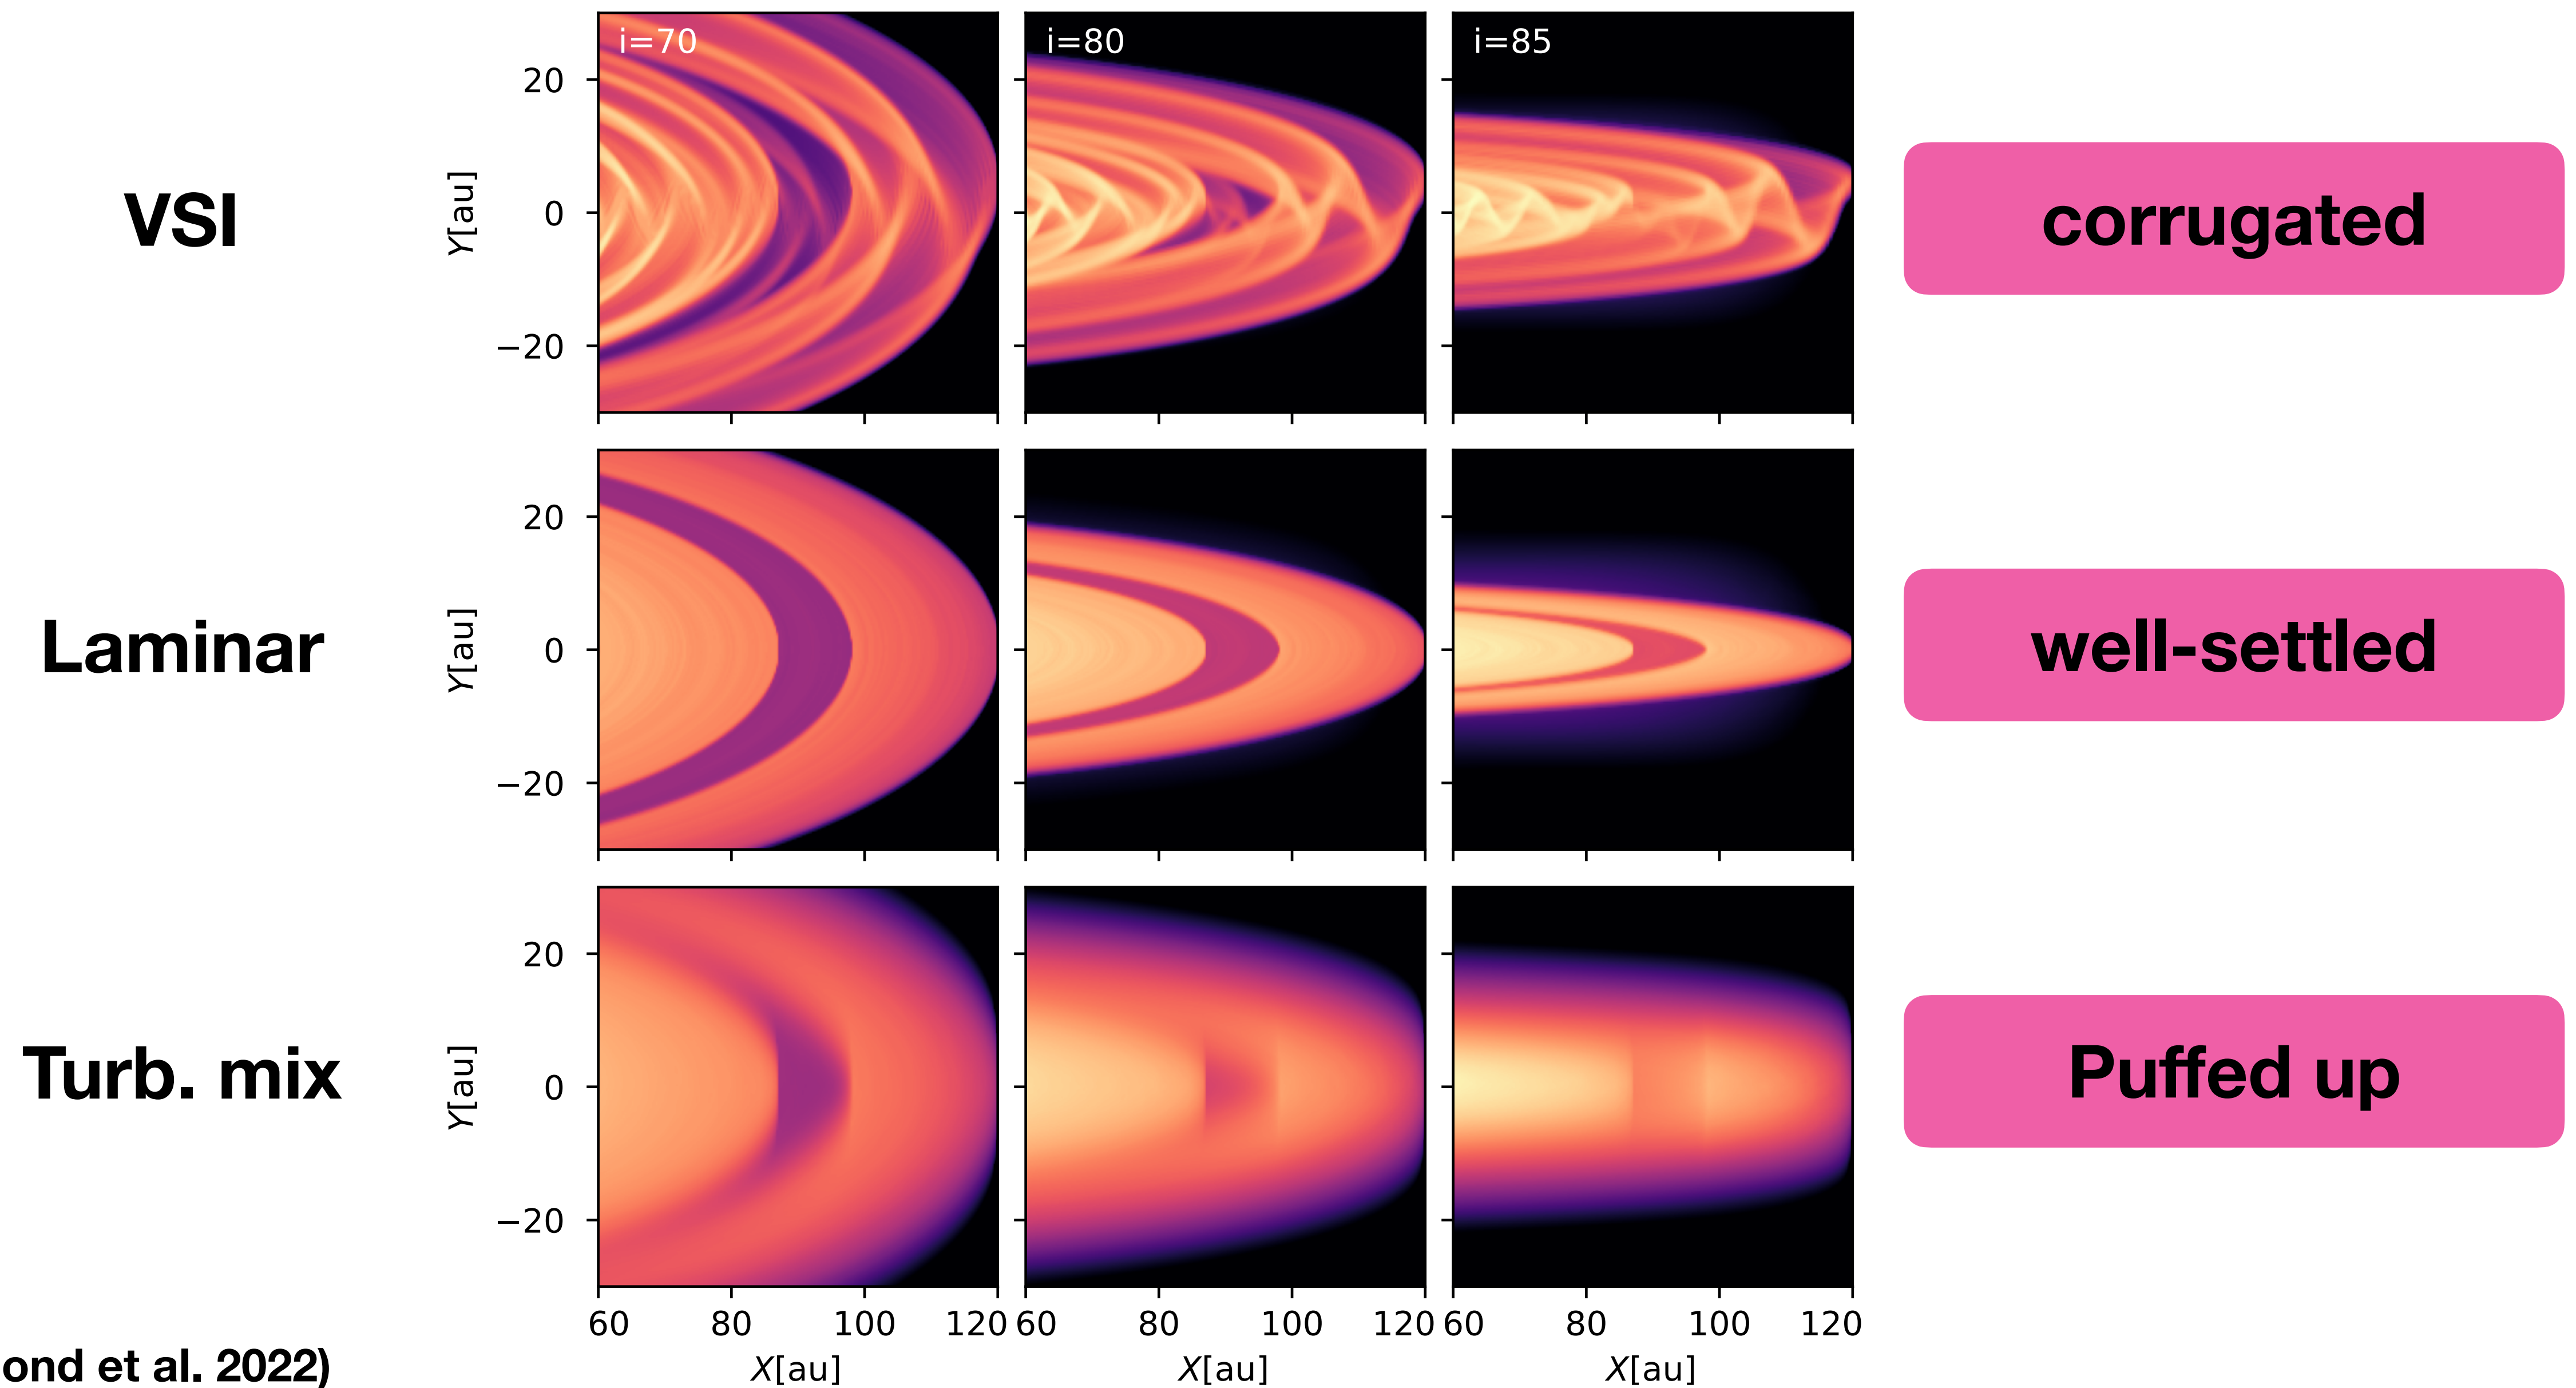 i=70
i=80
i=85
VSI
Y[au]
20
0
−20
corrugated
Laminar
Y[au]
20
0
−20
well-settled
Turb. mix
Y[au]
20
0
−20
Puffed up
60 80 100 120 60 80 100 120 60 80 100 120
X[au] X[au] X[au]
ond et al. 2022)